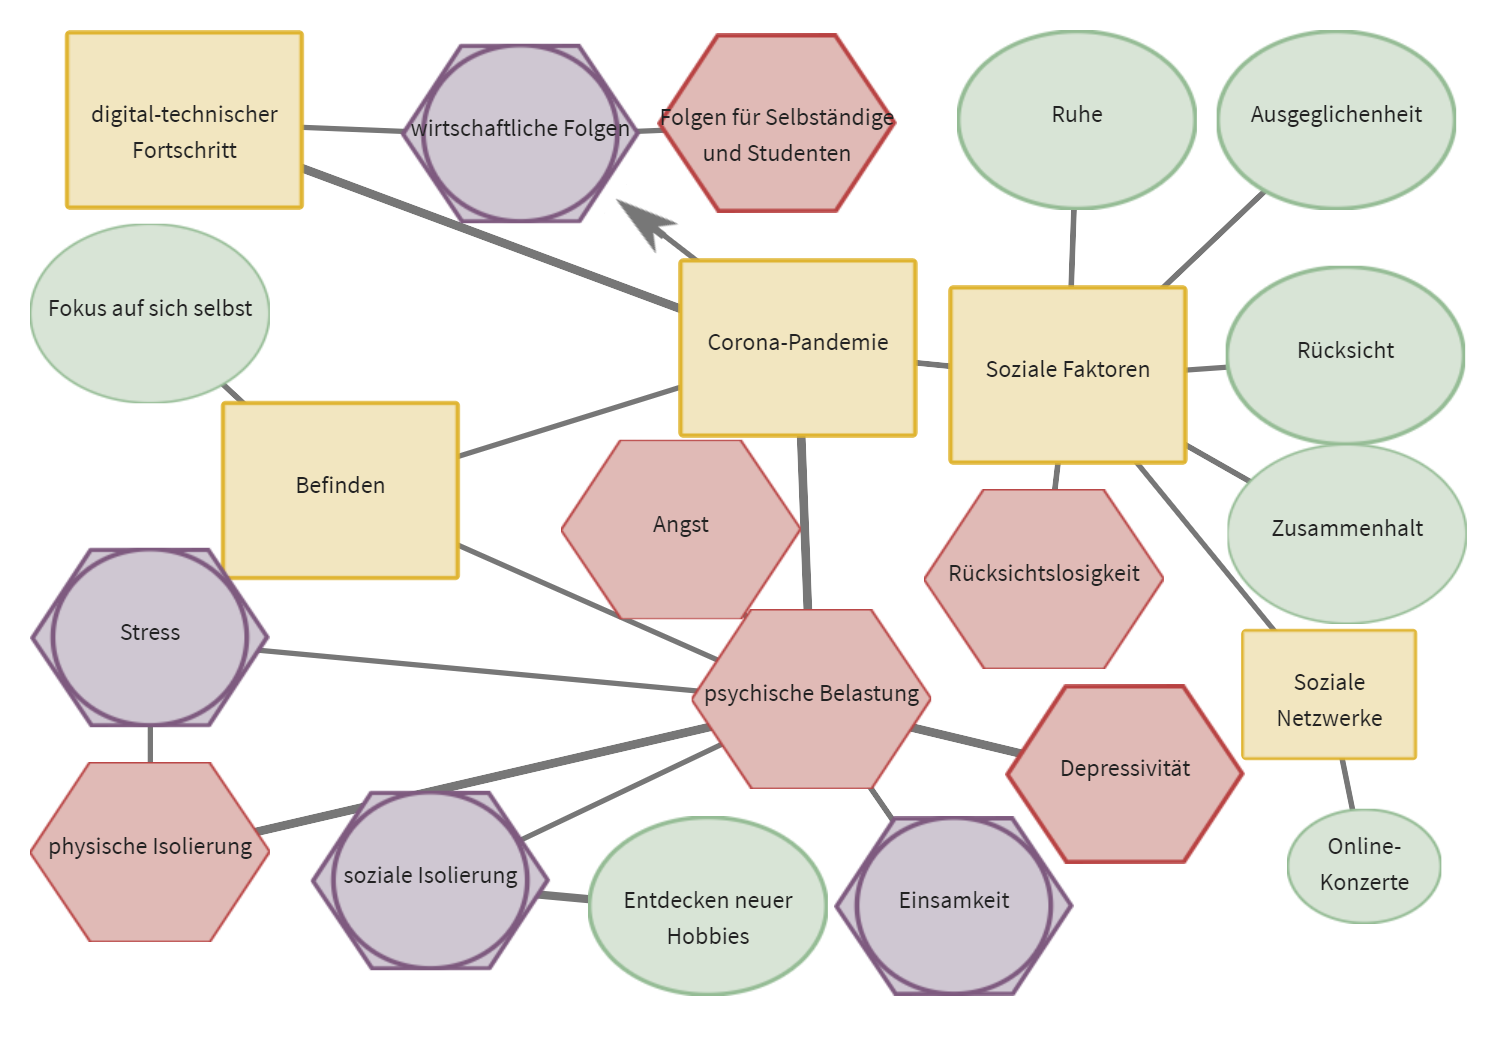 digital-technischer
Fortschritt
wirtschaftliche Folgen
Folgen für Selbständige
und Studenten
Ruhe
Ausgeglichenheit
Fokus auf sich selbst
Corona-Pandemie
Soziale Faktoren
Rücksicht
Befinden
Angst
Zusammenhalt
Rücksichtslosigkeit
Stress
psychische Belastung
Soziale
Netzwerke
Depressivität
physische Isolierung
soziale Isolierung
Entdecken neuer
Hobbies
Einsamkeit
Online-
Konzerte